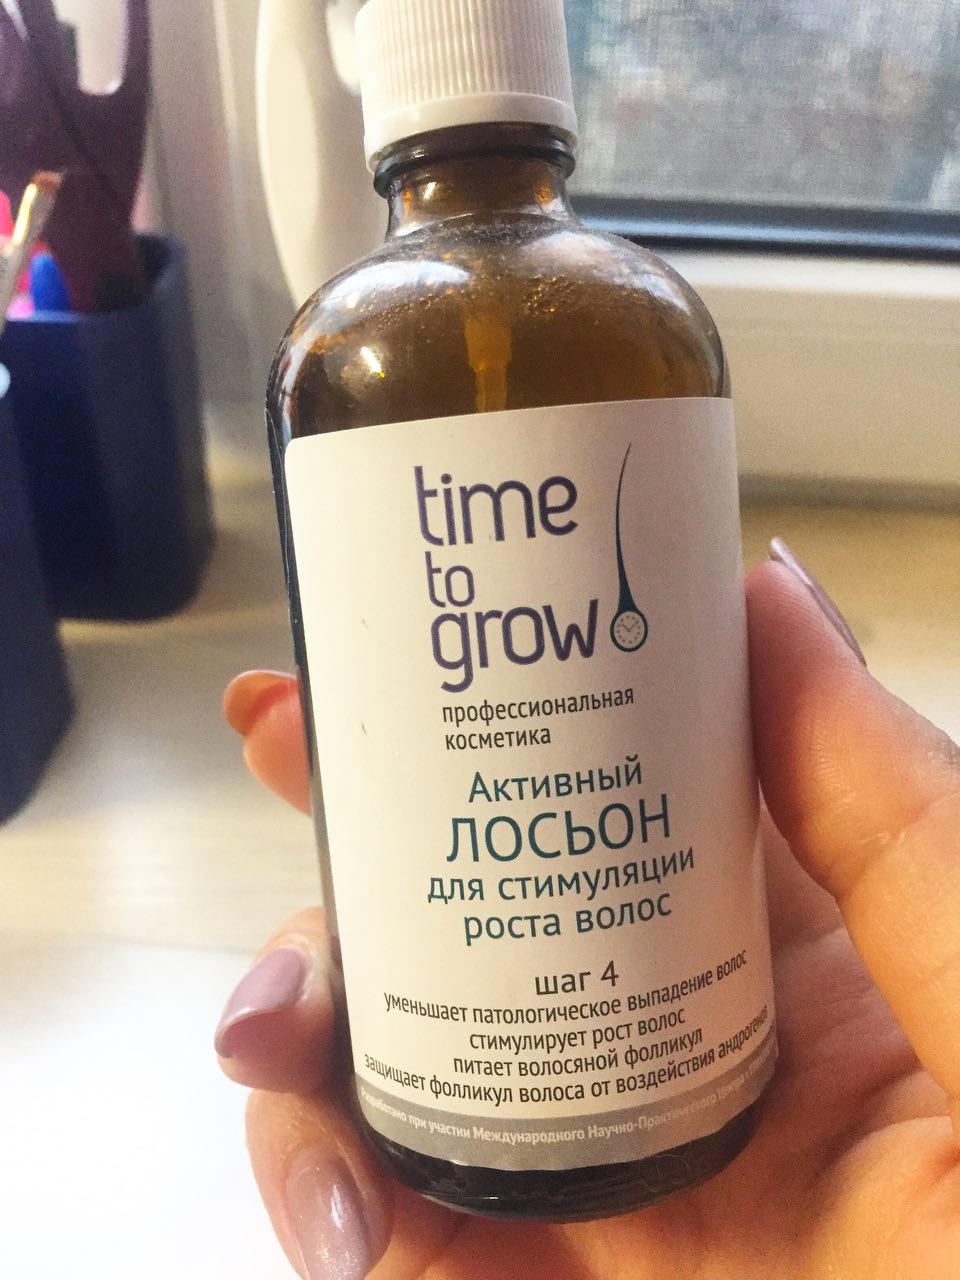 time
to
grow
профессиональная
косметика
Активный
ЛОСЬОН
для стимуляции
роста волос
шаг 4
уменьшает патологическое выпадение волос
стимулирует рост волос
питает волосяной фолликул
защищает фолликул волоса от воздействия андрогенов
Разработано при участии Международного Научно-Практического Центра